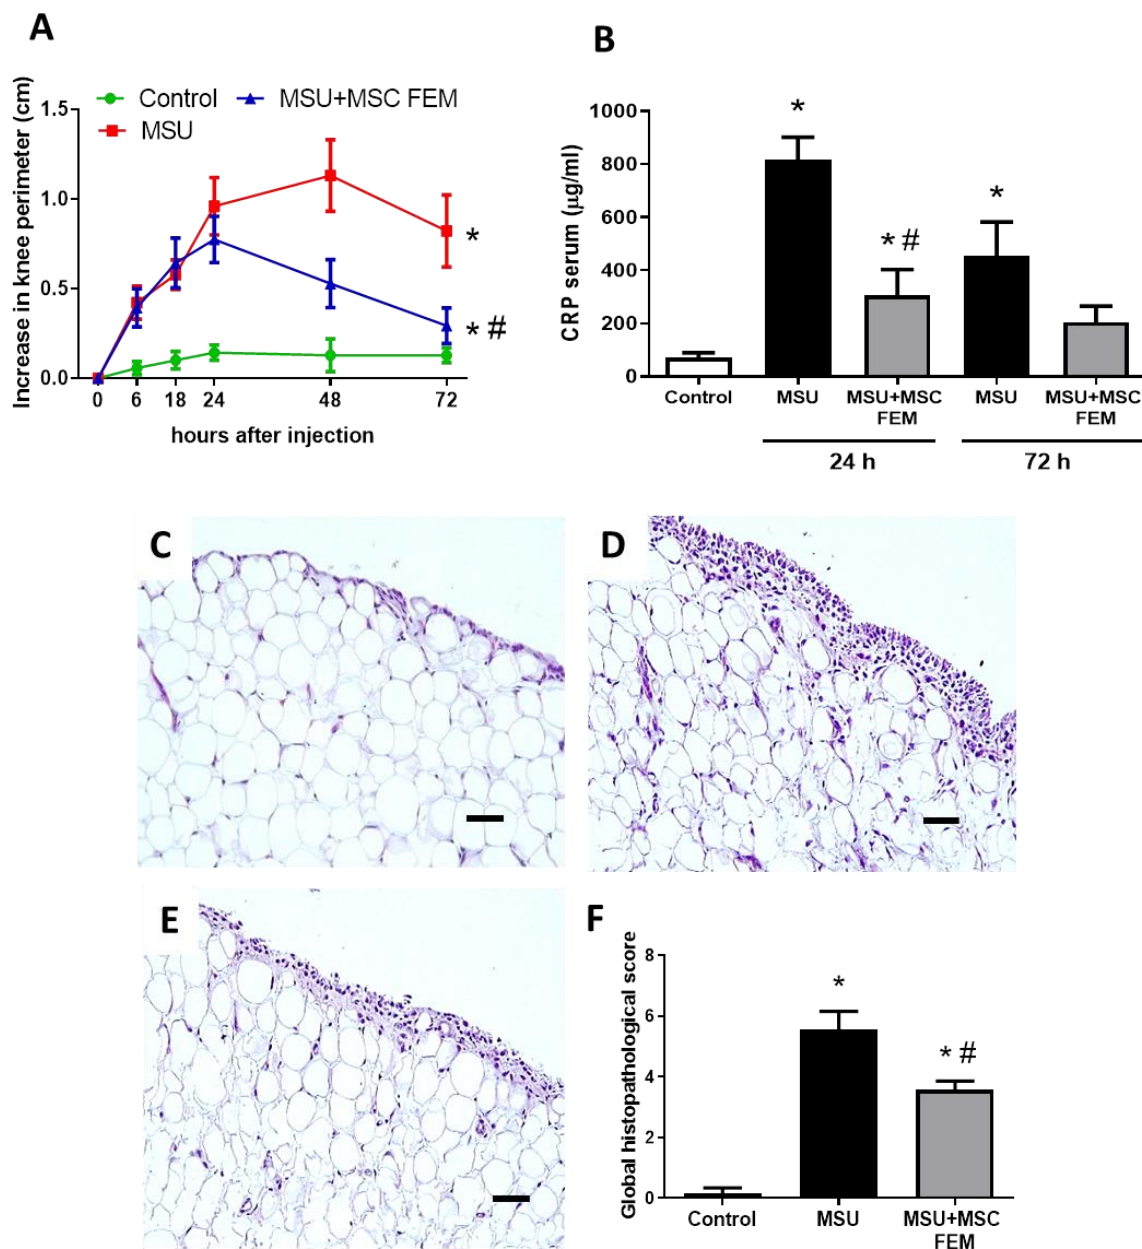 A
Increase in knee perimeter (cm)
Control
MSU+MSC FEM
MSU
1.5
1.0
0.5
0.0
0 6 18 24 48 72
hours after injection
*
* #
B
CRP serum (µg/ml)
1000
800
600
400
200
0
*
* #
*
Control MSU MSU+MSC MSU MSU+MSC
FEM FEM
24 h 72 h
C
D
E
F
Global histopathological score
8
6
4
2
0
*
* #
Control MSU MSU+MSC
FEM